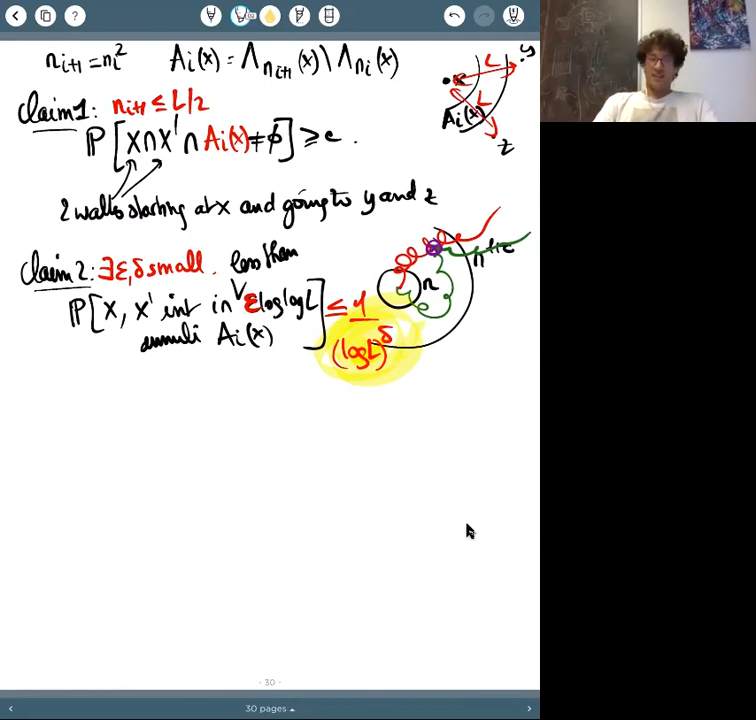 n_{i+1} = n_i^2   A_i(x) = Λ_{n_{i+1}}(x) \ Λ_{n_i}(x)
x L y
L
A_i(x)
z
Claim 1: n_{i+1} ≤ L/2
P[X ∩ X' ∩ A_i(x) ≠ ∅] ≥ c.
2 walks starting at x and going to y and z
Claim 2: ∃ ε, δ small. less than
P[X, X' int in ε log log L annuli A_i(x)] ≤ 1/(log L)^δ
n
30
30 pages